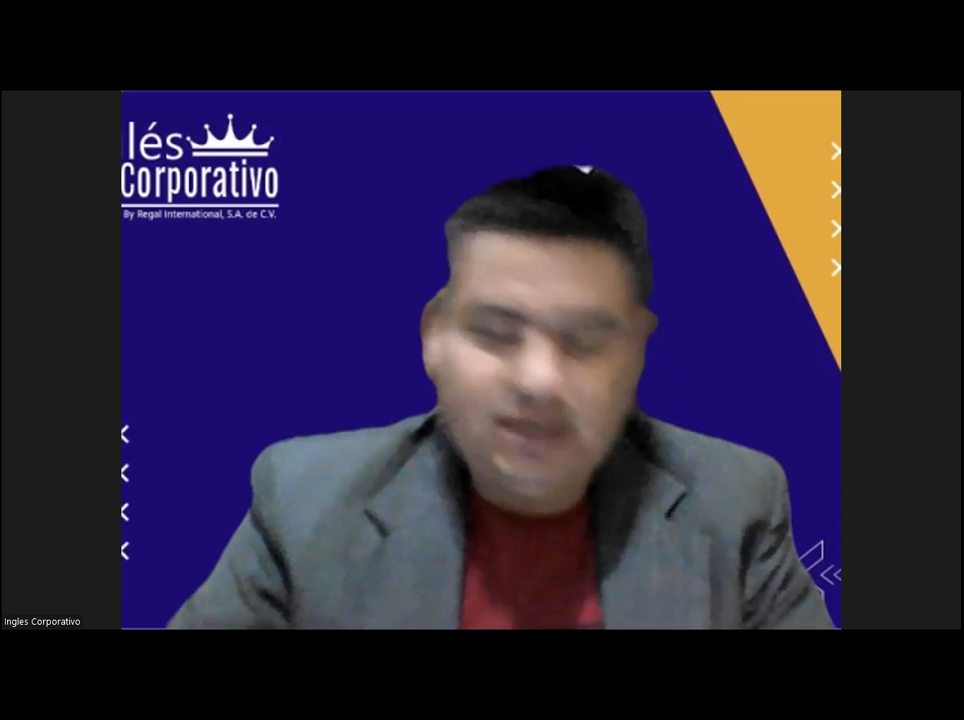 lés
Corporativo
By Regal International, S.A. de C.V.
Ingles Corporativo